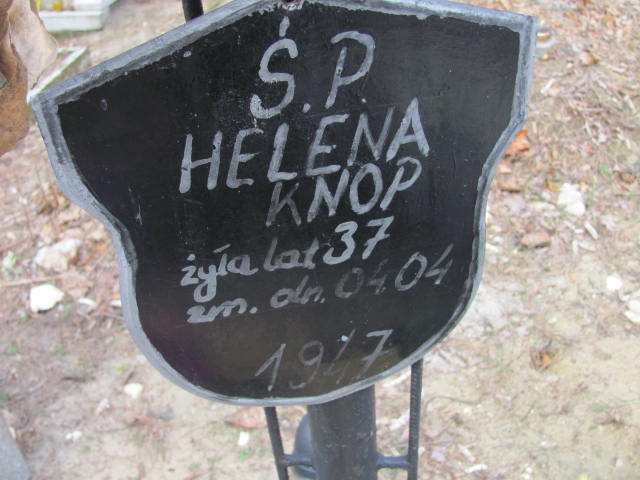 Ś.P.
HELENA
KNOP
żyła lat 37
zm. dn. 04.04
1947